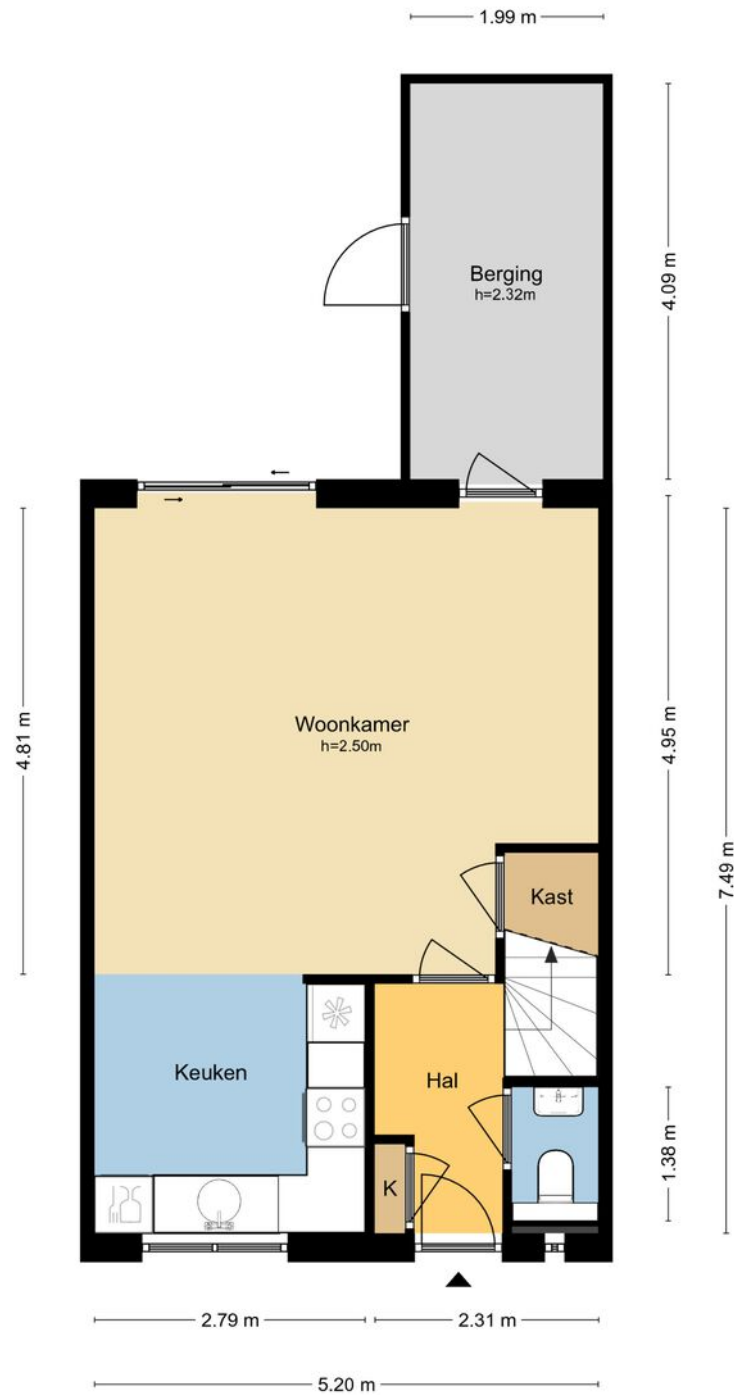 1.99 m
Berging
h=2.32m
4.09 m
Woonkamer
h=2.50m
4.81 m
4.95 m
7.49 m
Kast
Keuken
Hal
1.38 m
K
2.79 m
2.31 m
5.20 m